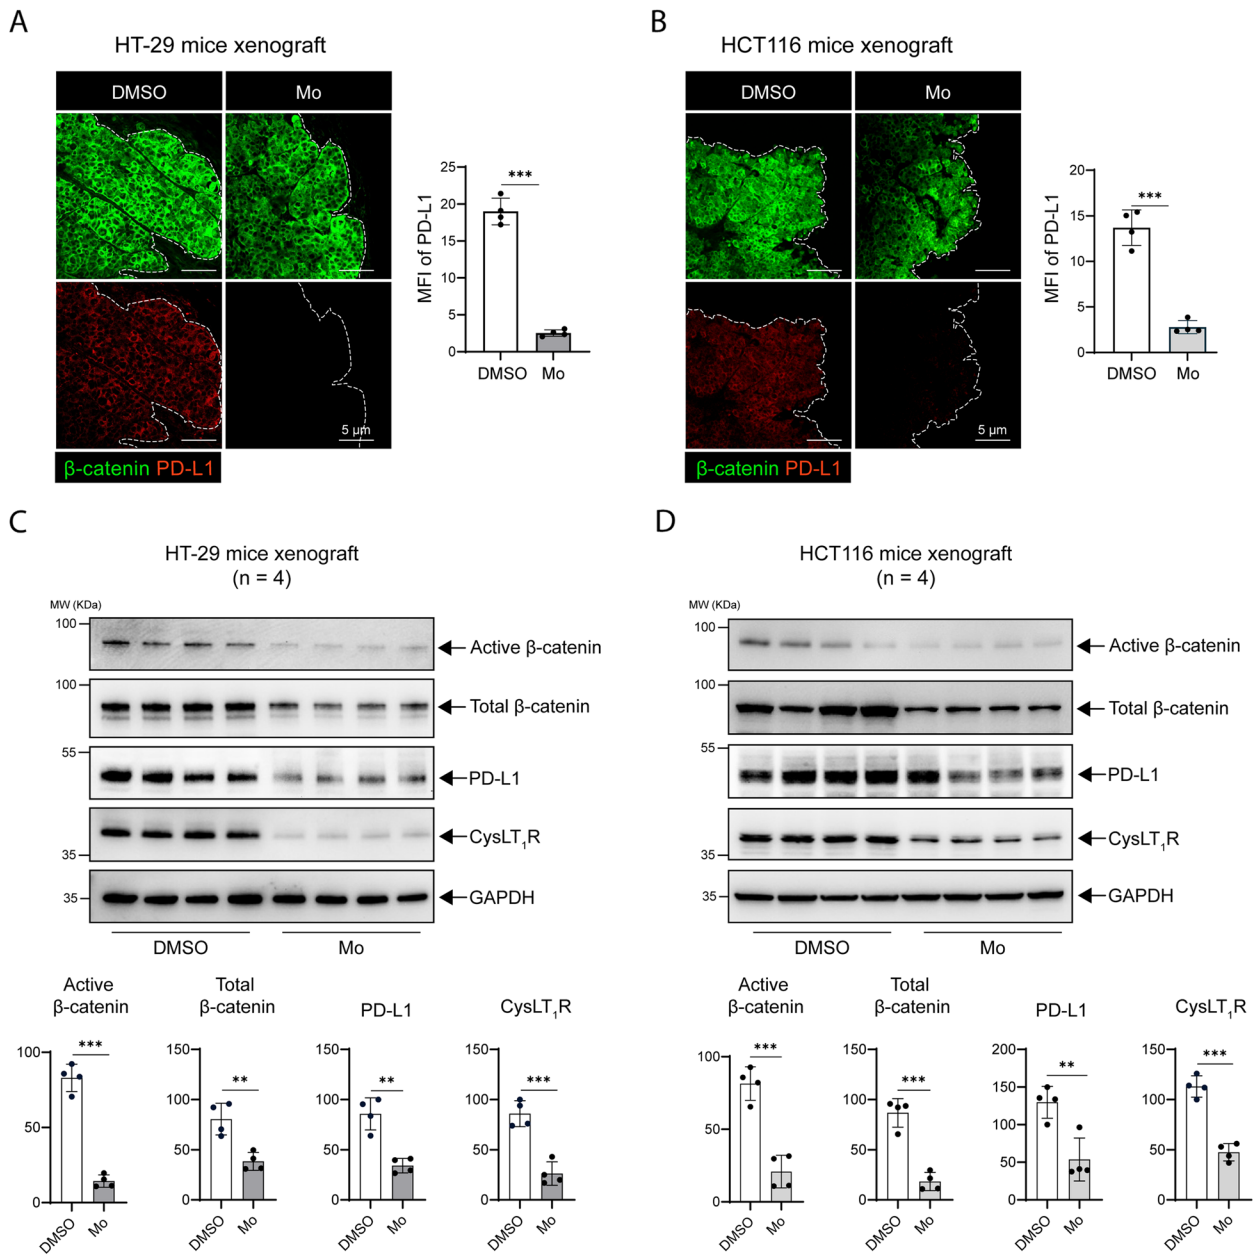 A
HT-29 mice xenograft
DMSO Mo
5 µm
β-catenin PD-L1
MFI of PD-L1
25
20
15
10
5
0
***
DMSO Mo
B
HCT116 mice xenograft
DMSO Mo
5 µm
β-catenin PD-L1
MFI of PD-L1
20
15
10
5
0
***
DMSO Mo
C
HT-29 mice xenograft
(n = 4)
MW (KDa)
100
Active β-catenin
100
Total β-catenin
55
PD-L1
CysLT1R
35
35
GAPDH
DMSO Mo
Active
β-catenin
100
50
0
***
DMSO Mo
Total
β-catenin
150
100
50
0
**
DMSO Mo
PD-L1
150
100
50
0
**
DMSO Mo
CysLT1R
150
100
50
0
***
DMSO Mo
D
HCT116 mice xenograft
(n = 4)
MW (KDa)
100
Active β-catenin
100
Total β-catenin
55
PD-L1
CysLT1R
35
35
GAPDH
DMSO Mo
Active
β-catenin
100
50
0
***
DMSO Mo
Total
β-catenin
150
100
50
0
***
DMSO Mo
PD-L1
200
150
100
50
0
**
DMSO Mo
CysLT1R
150
100
50
0
***
DMSO Mo